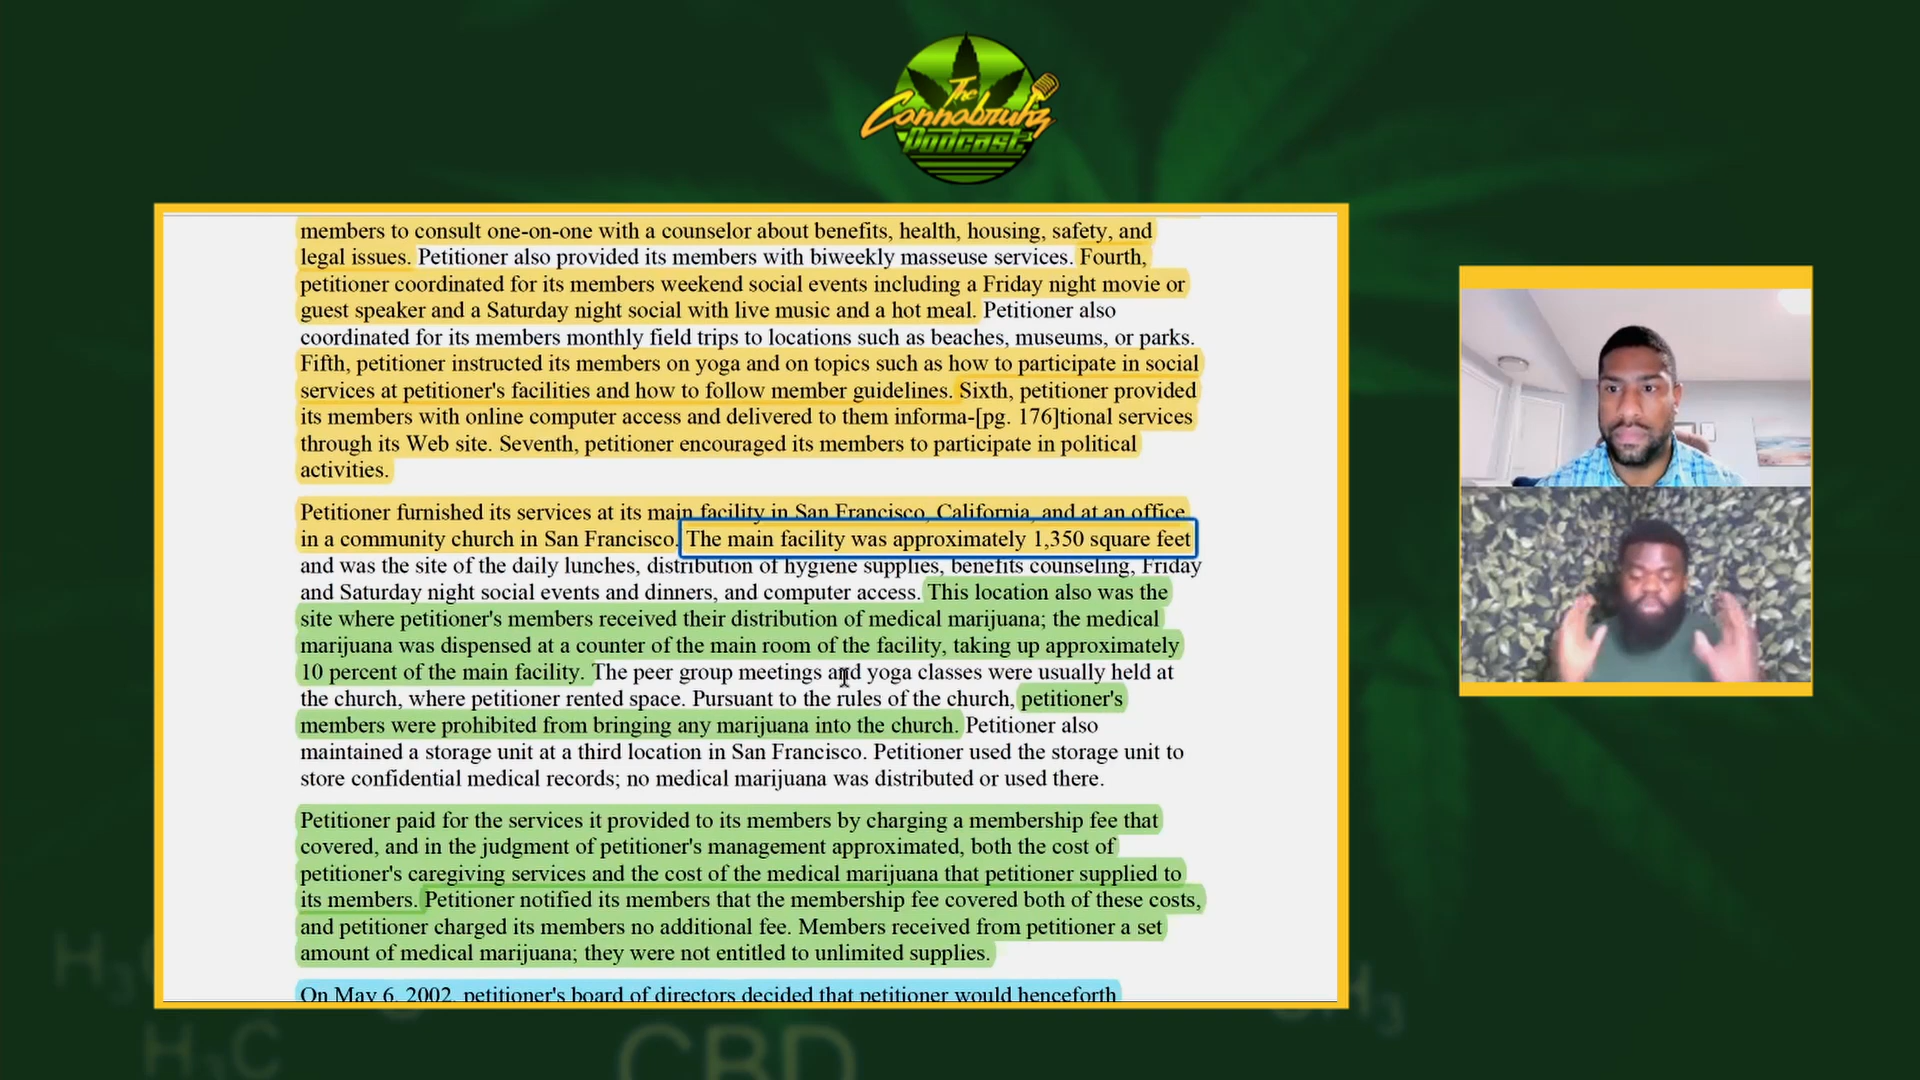 The
Cannabruhz
Podcast
members to consult one-on-one with a counselor about benefits, health, housing, safety, and
legal issues. Petitioner also provided its members with biweekly masseuse services. Fourth,
petitioner coordinated for its members weekend social events including a Friday night movie or
guest speaker and a Saturday night social with live music and a hot meal. Petitioner also
coordinated for its members monthly field trips to locations such as beaches, museums, or parks.
Fifth, petitioner instructed its members on yoga and on topics such as how to participate in social
services at petitioner's facilities and how to follow member guidelines. Sixth, petitioner provided
its members with online computer access and delivered to them informa-[pg. 176]tional services
through its Web site. Seventh, petitioner encouraged its members to participate in political
activities.
Petitioner furnished its services at its main facility in San Francisco, California, and at an office
in a community church in San Francisco. The main facility was approximately 1,350 square feet
and was the site of the daily lunches, distribution of hygiene supplies, benefits counseling, Friday
and Saturday night social events and dinners, and computer access. This location also was the
site where petitioner's members received their distribution of medical marijuana; the medical
marijuana was dispensed at a counter of the main room of the facility, taking up approximately
10 percent of the main facility. The peer group meetings and yoga classes were usually held at
the church, where petitioner rented space. Pursuant to the rules of the church, petitioner's
members were prohibited from bringing any marijuana into the church. Petitioner also
maintained a storage unit at a third location in San Francisco. Petitioner used the storage unit to
store confidential medical records; no medical marijuana was distributed or used there.
Petitioner paid for the services it provided to its members by charging a membership fee that
covered, and in the judgment of petitioner's management approximated, both the cost of
petitioner's caregiving services and the cost of the medical marijuana that petitioner supplied to
its members. Petitioner notified its members that the membership fee covered both of these costs,
and petitioner charged its members no additional fee. Members received from petitioner a set
amount of medical marijuana; they were not entitled to unlimited supplies.
On May 6, 2002, petitioner's board of directors decided that petitioner would henceforth
H3C
CBD